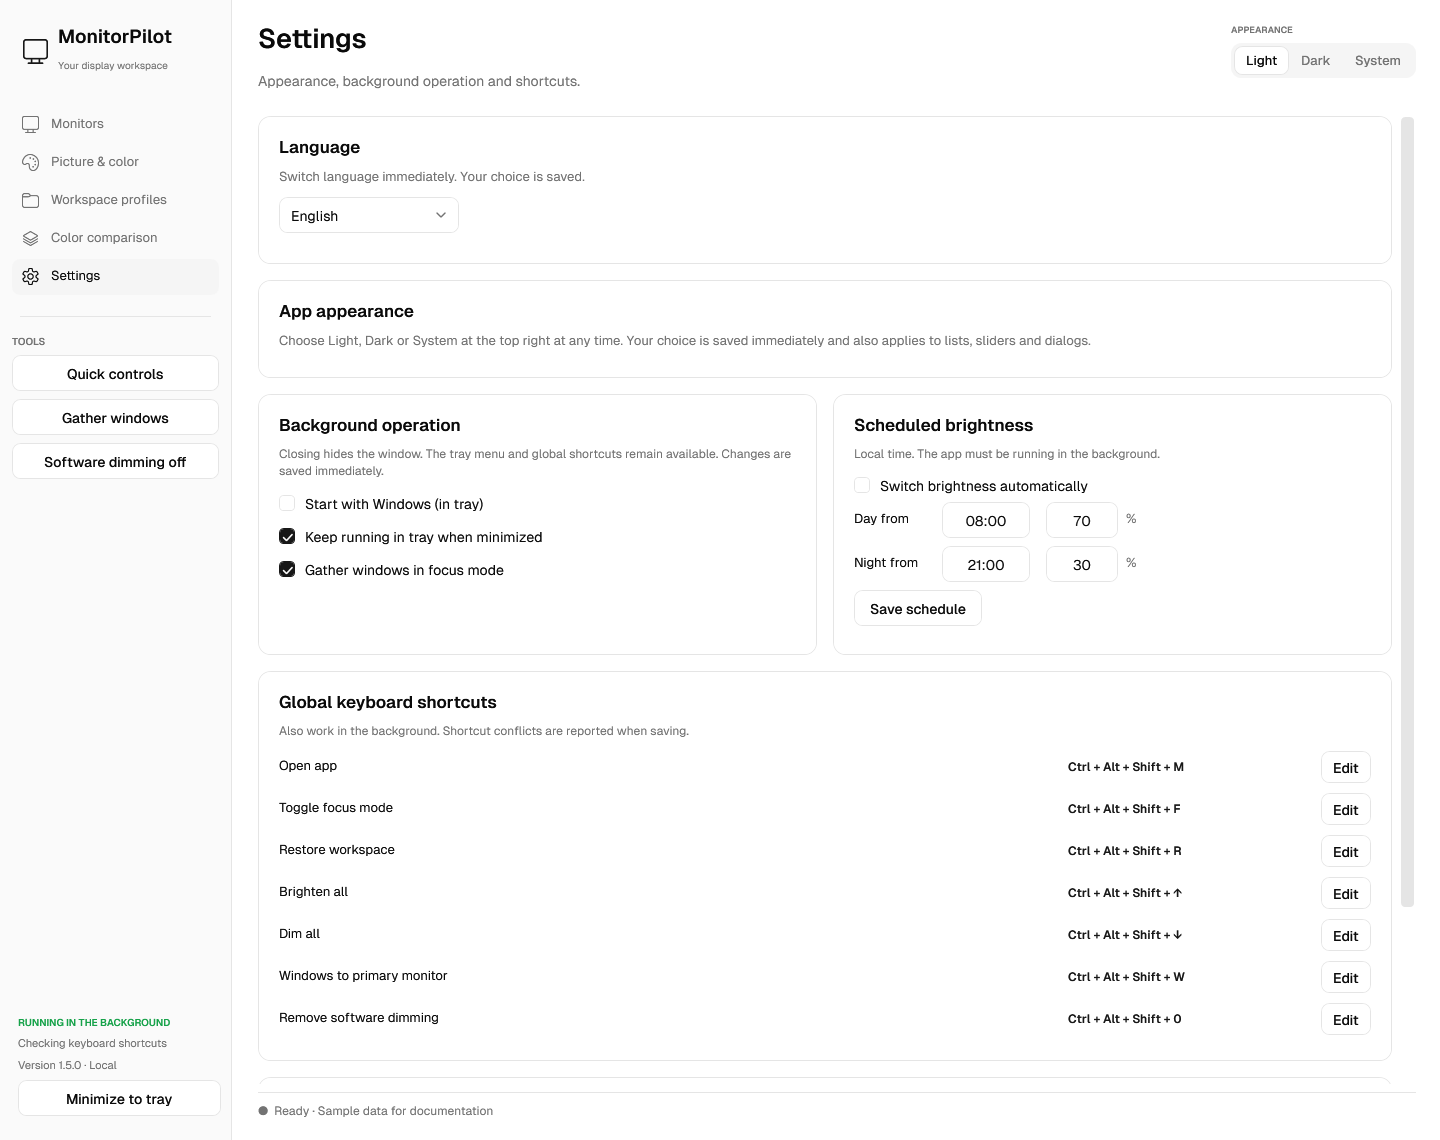 MonitorPilot
Your display workspace
Monitors
Picture & color
Workspace profiles
Color comparison
Settings
TOOLS
Quick controls
Gather windows
Software dimming off
RUNNING IN THE BACKGROUND
Checking keyboard shortcuts
Version 1.5.0 · Local
Minimize to tray
Settings
Appearance, background operation and shortcuts.
APPEARANCE
Light Dark System
Language
Switch language immediately. Your choice is saved.
English
App appearance
Choose Light, Dark or System at the top right at any time. Your choice is saved immediately and also applies to lists, sliders and dialogs.
Background operation
Closing hides the window. The tray menu and global shortcuts remain available. Changes are
saved immediately.
Start with Windows (in tray)
Keep running in tray when minimized
Gather windows in focus mode
Scheduled brightness
Local time. The app must be running in the background.
Switch brightness automatically
Day from 08:00 70 %
Night from 21:00 30 %
Save schedule
Global keyboard shortcuts
Also work in the background. Shortcut conflicts are reported when saving.
Open app Ctrl + Alt + Shift + M Edit
Toggle focus mode Ctrl + Alt + Shift + F Edit
Restore workspace Ctrl + Alt + Shift + R Edit
Brighten all Ctrl + Alt + Shift + ↑ Edit
Dim all Ctrl + Alt + Shift + ↓ Edit
Windows to primary monitor Ctrl + Alt + Shift + W Edit
Remove software dimming Ctrl + Alt + Shift + 0 Edit
Ready · Sample data for documentation